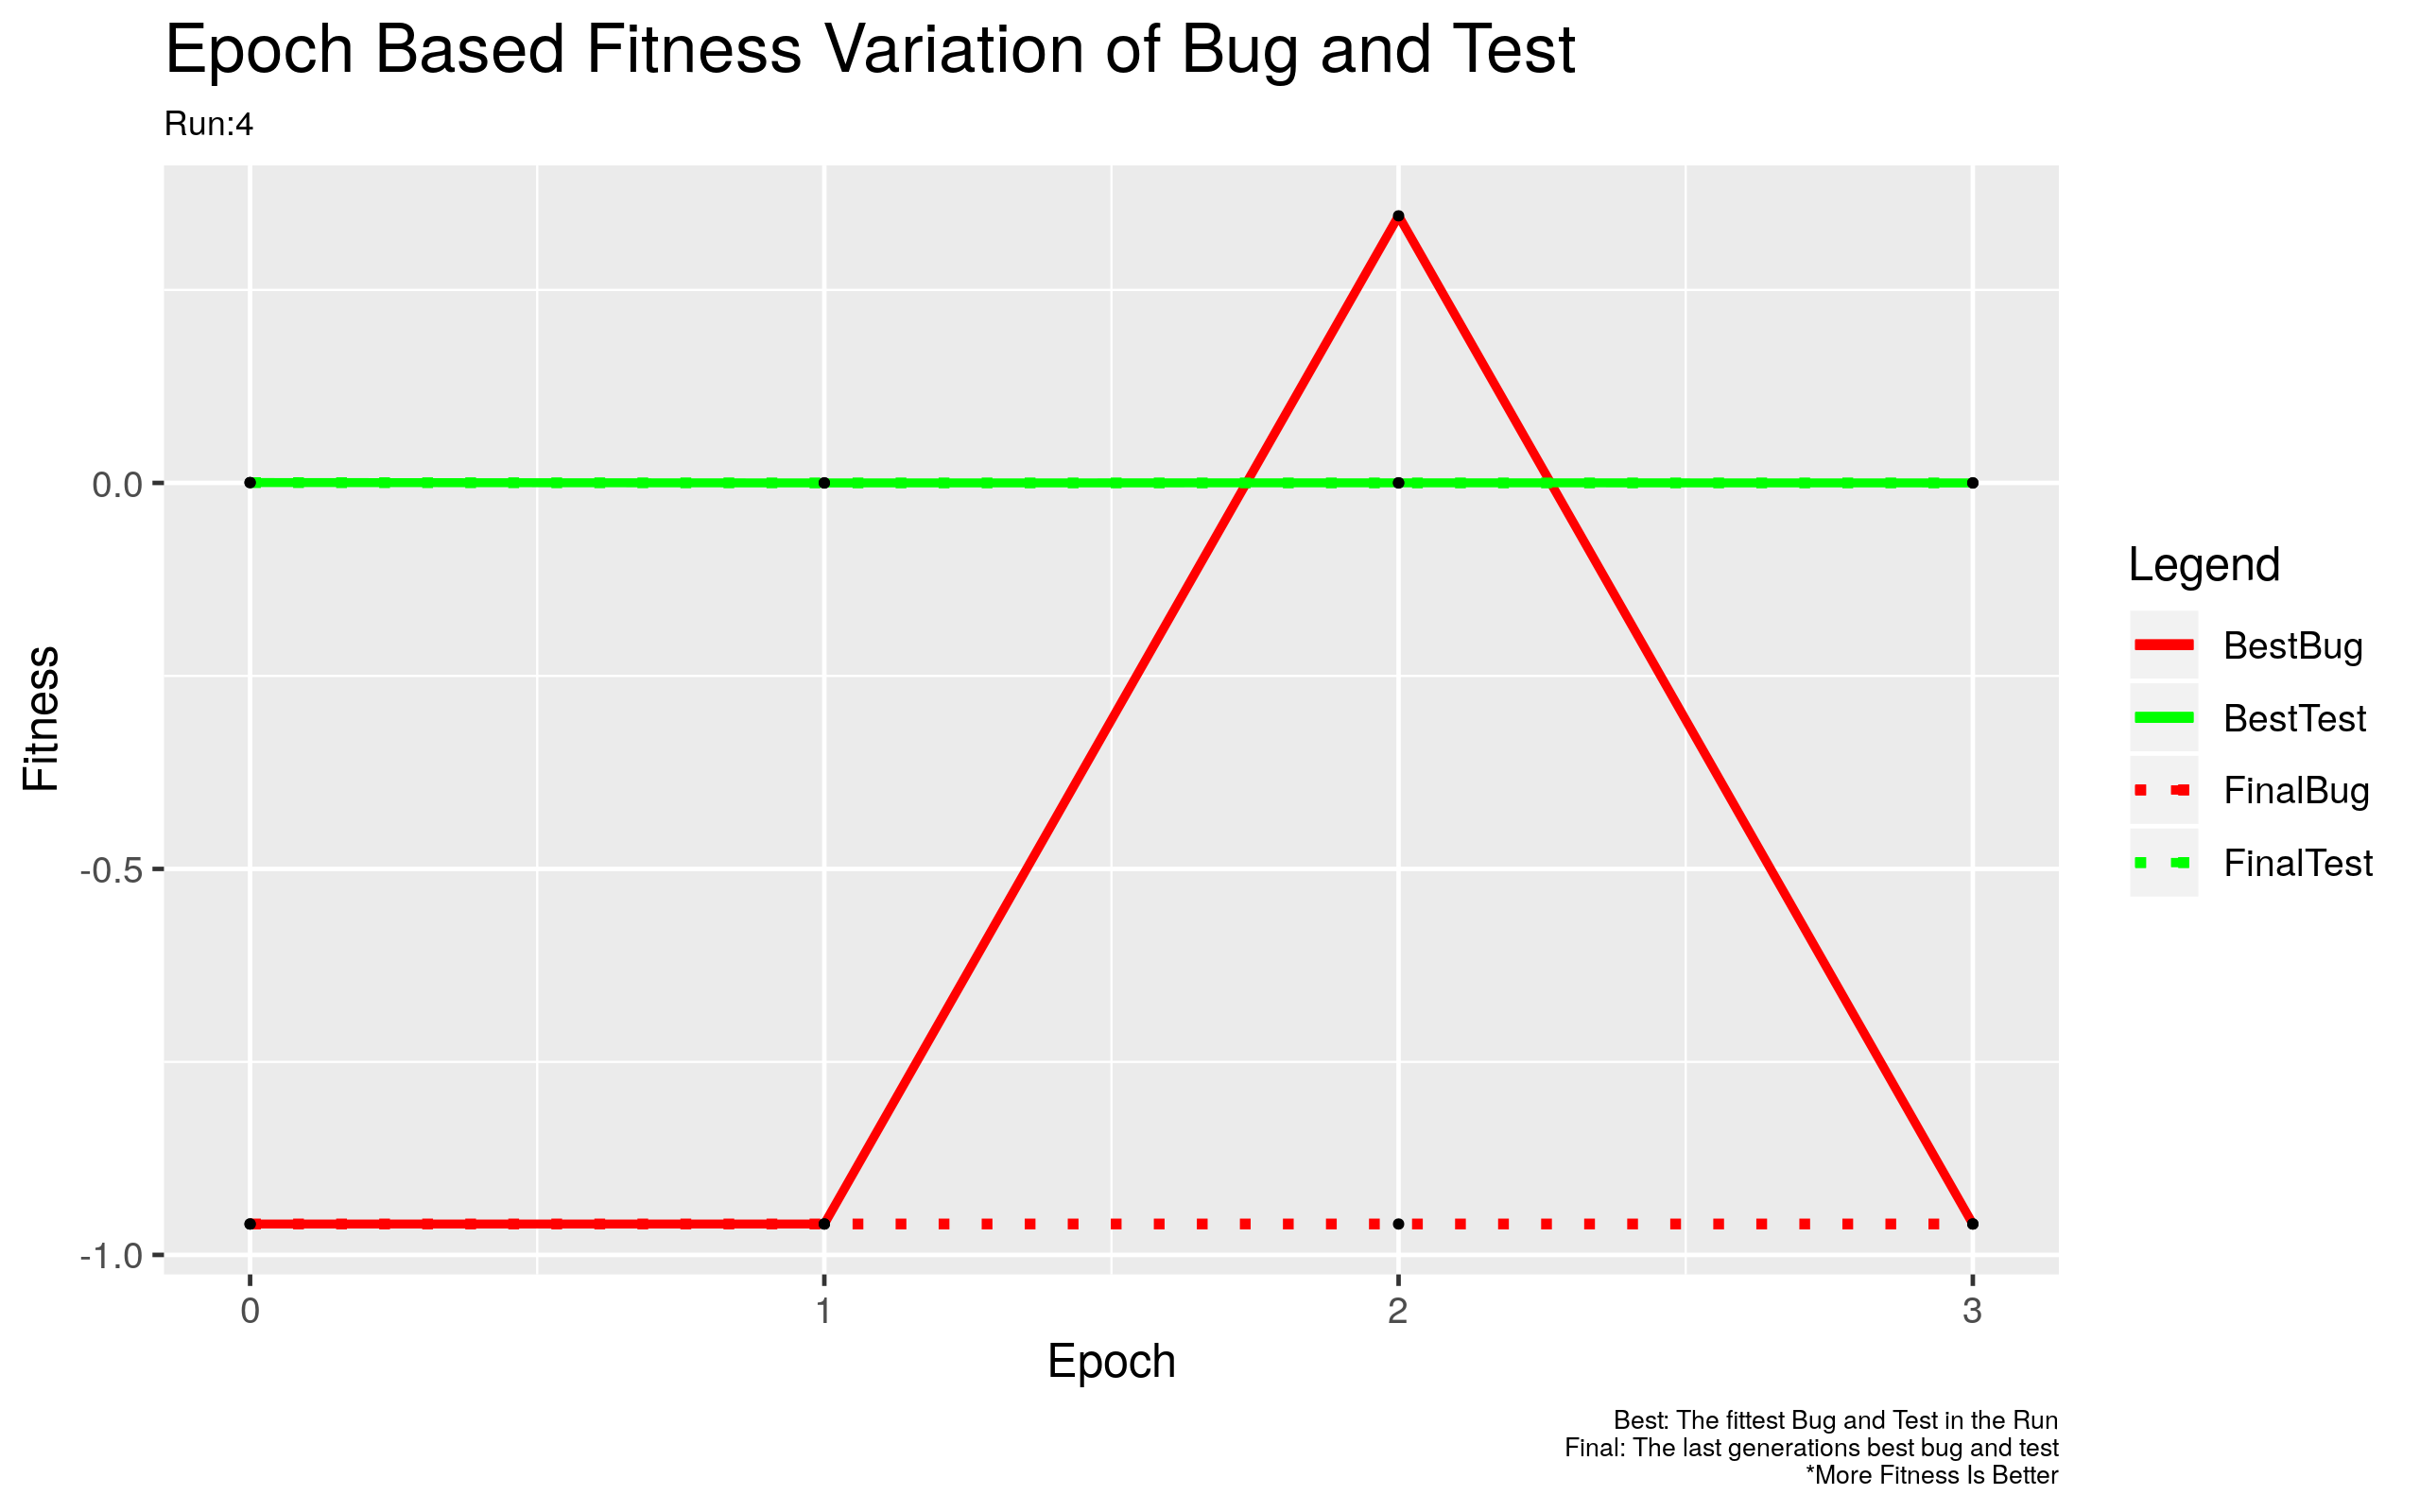 Epoch Based Fitness Variation of Bug and Test
Run:4
Fitness
0.0
-0.5
-1.0
0
1
2
3
Epoch
Legend
BestBug
BestTest
FinalBug
FinalTest
Best: The fittest Bug and Test in the Run
Final: The last generations best bug and test
*More Fitness Is Better